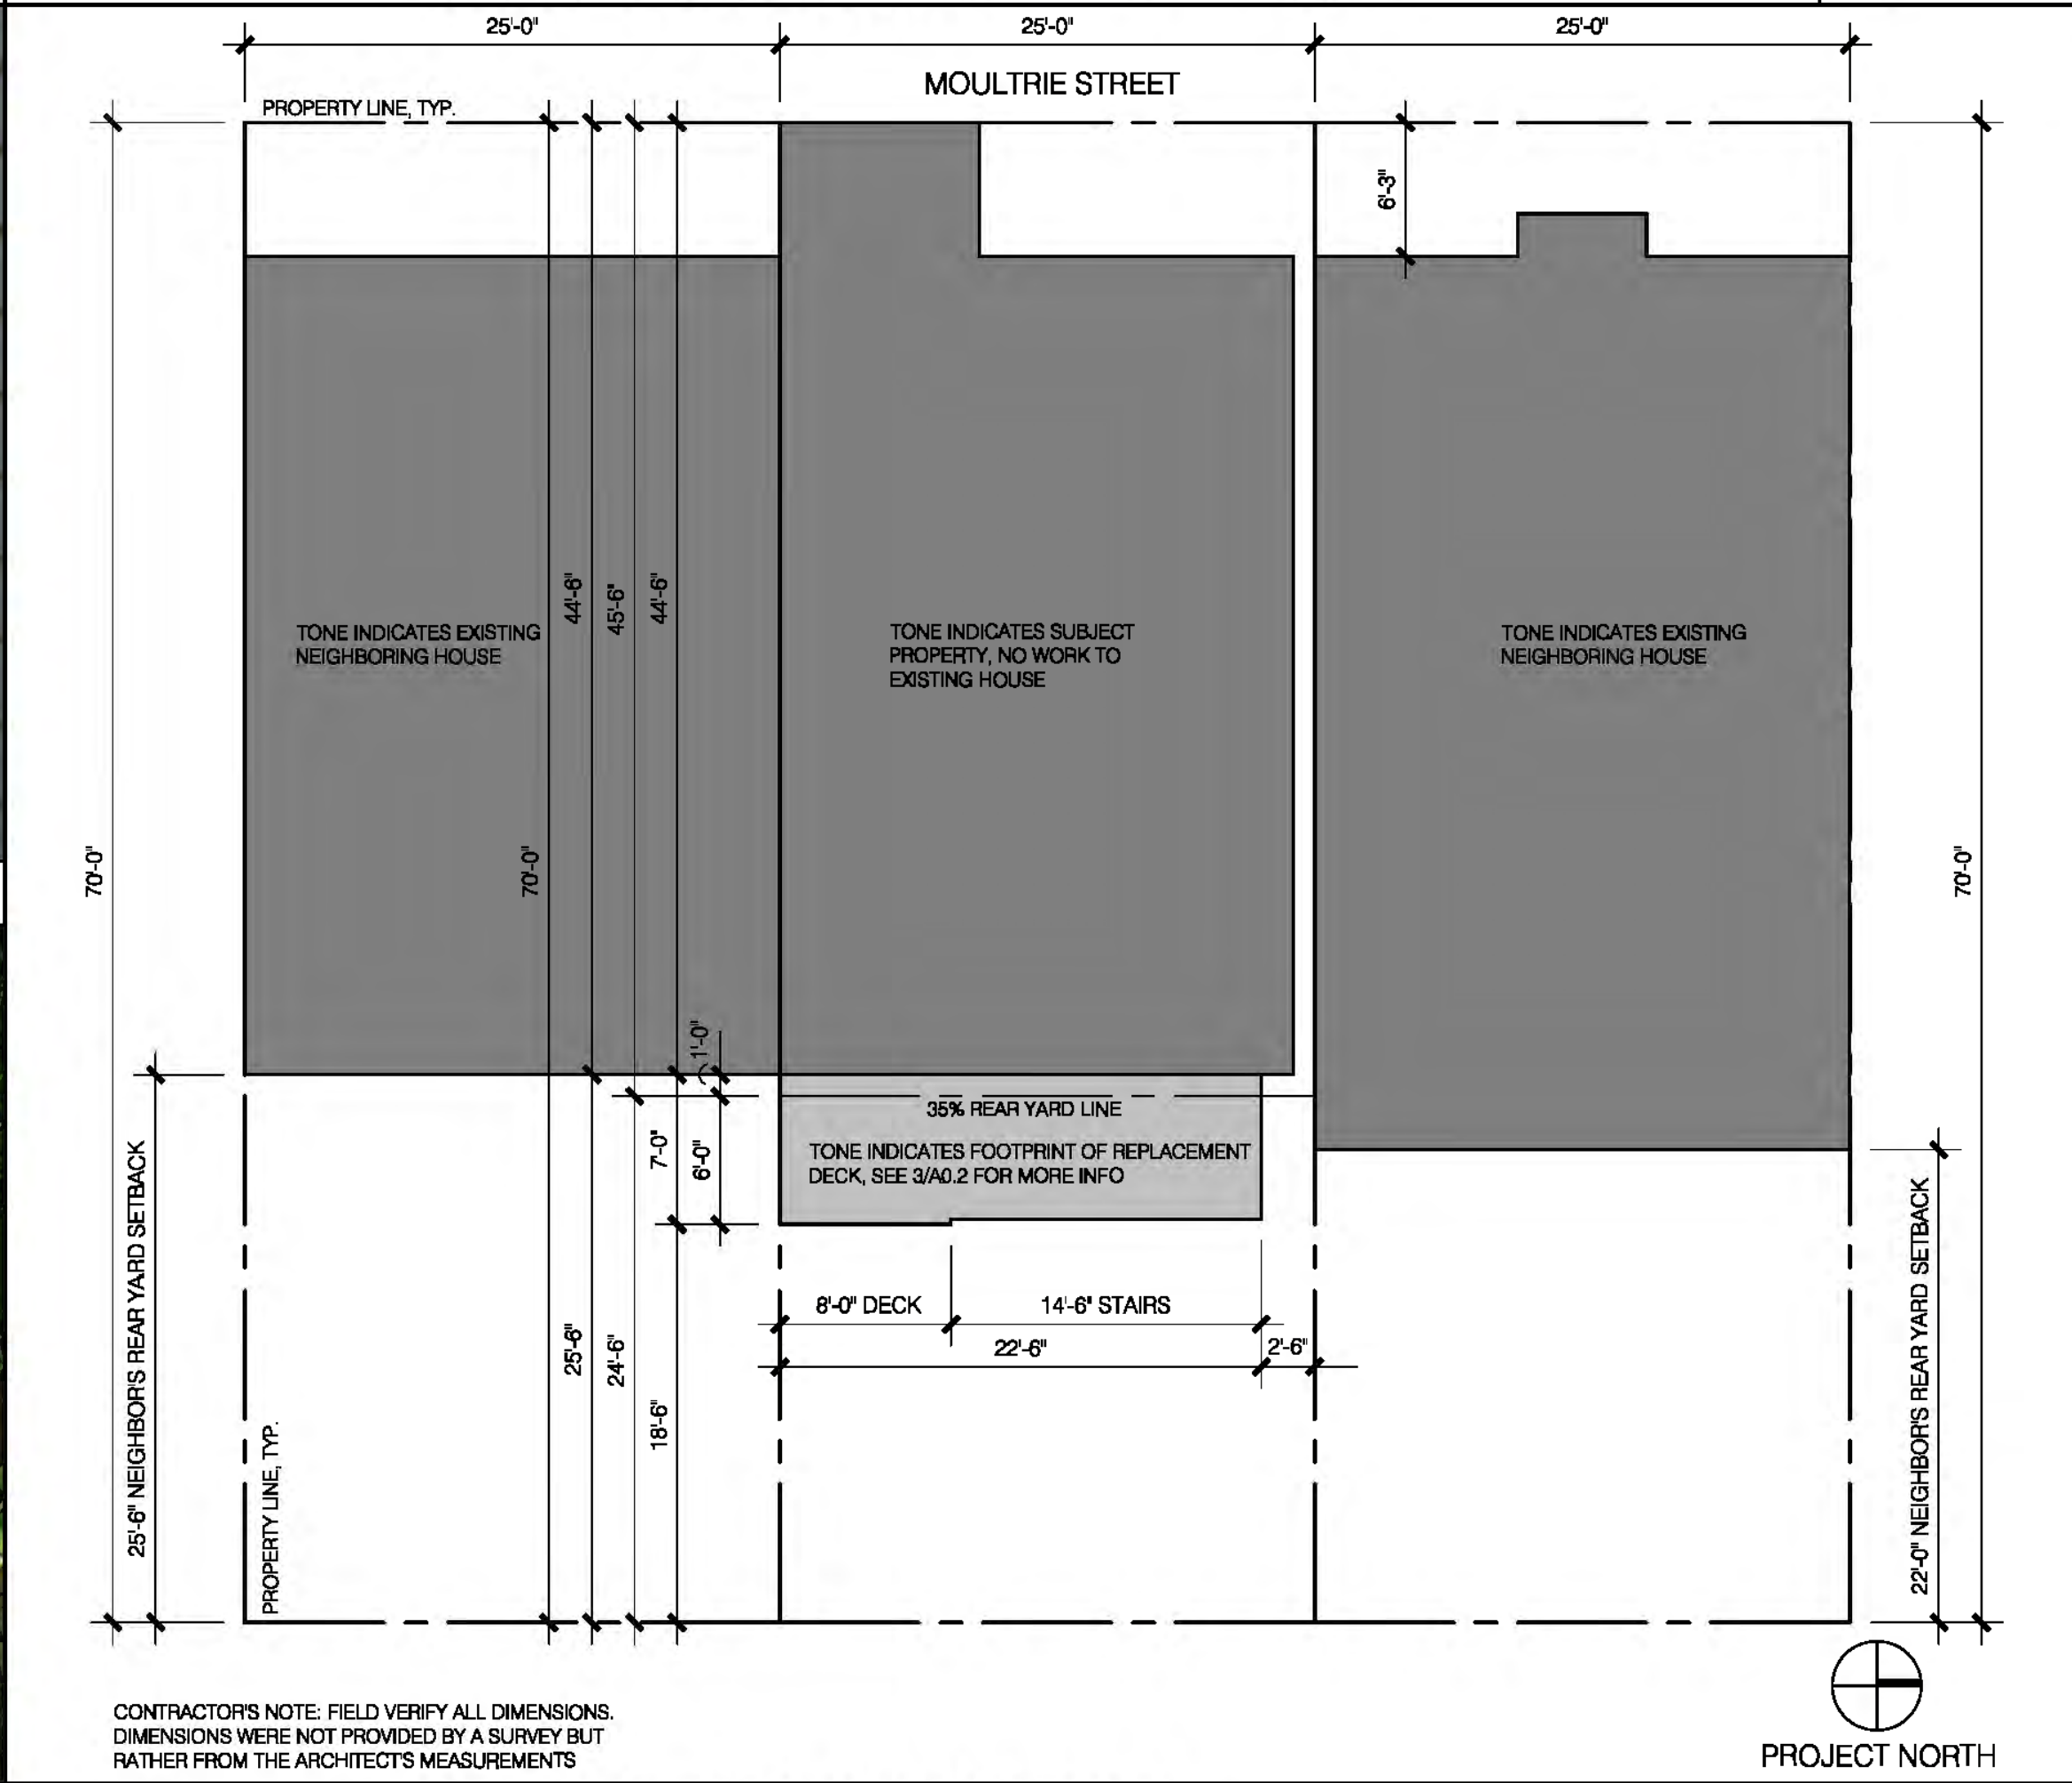 25'-0"
25'-0"
25'-0"
MOULTRIE STREET
PROPERTY LINE, TYP.
6'-3"
44'-6"
45'-6"
44'-6"
TONE INDICATES EXISTING
NEIGHBORING HOUSE
TONE INDICATES SUBJECT
PROPERTY, NO WORK TO
EXISTING HOUSE
TONE INDICATES EXISTING
NEIGHBORING HOUSE
70'-0"
70'-0"
70'-0"
1'-0"
35% REAR YARD LINE
7'-0"
6'-0"
TONE INDICATES FOOTPRINT OF REPLACEMENT
DECK, SEE 3/A0.2 FOR MORE INFO
25'-6" NEIGHBOR'S REAR YARD SETBACK
22'-0" NEIGHBOR'S REAR YARD SETBACK
8'-0" DECK
14'-6" STAIRS
22'-6"
2'-6"
25'-6"
24'-6"
18'-6"
PROPERTY LINE, TYP.
CONTRACTOR'S NOTE: FIELD VERIFY ALL DIMENSIONS.
DIMENSIONS WERE NOT PROVIDED BY A SURVEY BUT
RATHER FROM THE ARCHITECT'S MEASUREMENTS
PROJECT NORTH